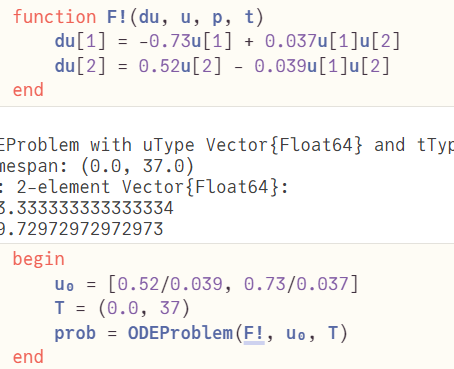 function F!(du, u, p, t)
    du[1] = -0.73u[1] + 0.037u[1]u[2]
    du[2] = 0.52u[2] - 0.039u[1]u[2]
end
EProblem with uType Vector{Float64} and tTyp
mespan: (0.0, 37.0)
: 2-element Vector{Float64}:
3.333333333333334
9.72972972972973
begin
    u₀ = [0.52/0.039, 0.73/0.037]
    T = (0.0, 37)
    prob = ODEProblem(F!, u₀, T)
end